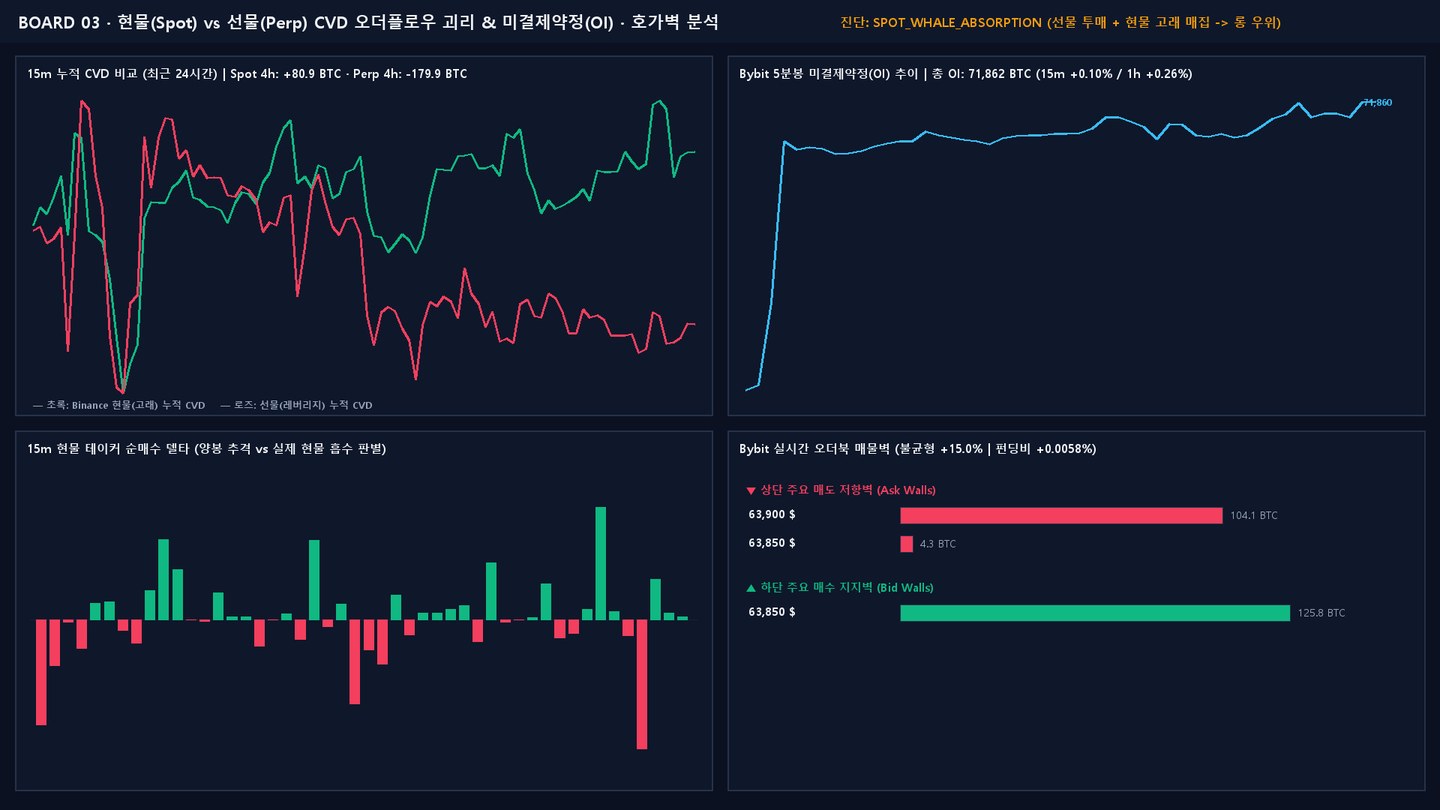 BOARD 03 · 현물(Spot) vs 선물(Perp) CVD 오더플로우 괴리 & 미결제약정(OI) · 호가벽 분석
진단: SPOT_WHALE_ABSORPTION (선물 투매 + 현물 고래 매집 -> 롱 우위)
15m 누적 CVD 비교 (최근 24시간) | Spot 4h: +80.9 BTC · Perp 4h: -179.9 BTC
— 초록: Binance 현물(고래) 누적 CVD — 로즈: 선물(레버리지) 누적 CVD
Bybit 5분봉 미결제약정(OI) 추이 | 총 OI: 71,862 BTC (15m +0.10% / 1h +0.26%)
71,860
15m 현물 테이커 순매수 델타 (양봉 추격 vs 실제 현물 흡수 판별)
Bybit 실시간 오더북 매물벽 (불균형 +15.0% | 펀딩비 +0.0058%)
▼ 상단 주요 매도 저항벽 (Ask Walls)
63,900 $ 104.1 BTC
63,850 $ 4.3 BTC
▲ 하단 주요 매수 지지벽 (Bid Walls)
63,850 $ 125.8 BTC